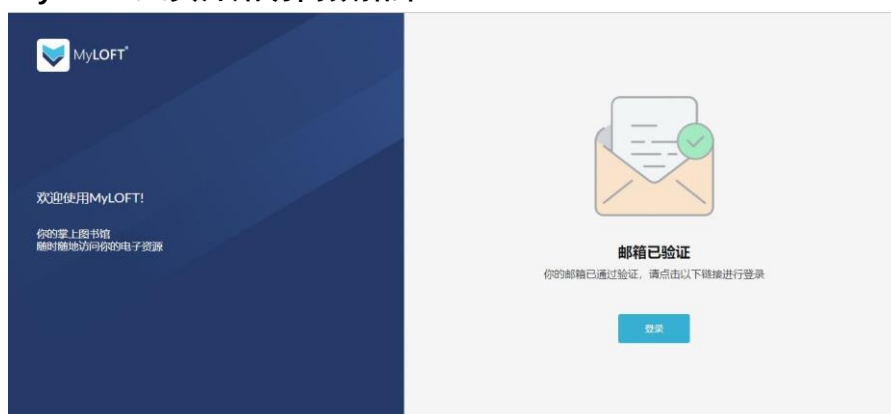 MyLOFT
欢迎使用MyLOFT!
你的掌上图书馆
随时随地访问你的电子资源
邮箱已验证
你的邮箱已通过验证，请点击以下链接进行登录
登录